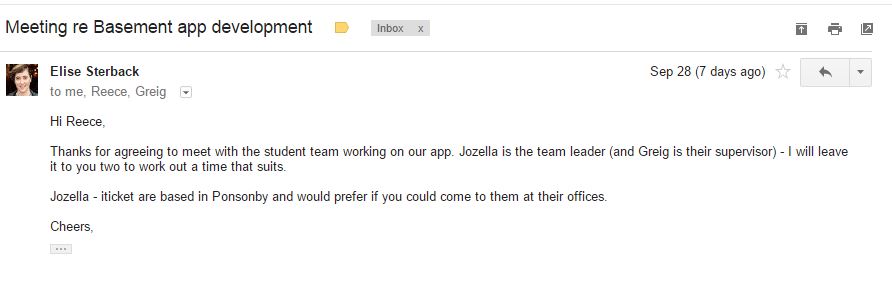 Meeting re Basement app development
Inbox x
Elise Sterback
Sep 28 (7 days ago)
to me, Reece, Greig
Hi Reece,
Thanks for agreeing to meet with the student team working on our app. Jozella is the team leader (and Greig is their supervisor) - I will leave
it to you two to work out a time that suits.
Jozella - iticket are based in Ponsonby and would prefer if you could come to them at their offices.
Cheers,